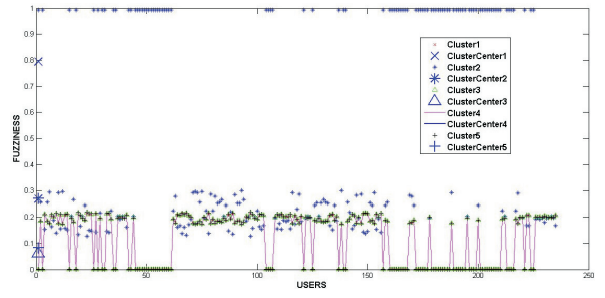 1
0.9
0.8
0.7
0.6
0.5
0.4
0.3
0.2
0.1
0
0 50 100 150 200 250
FUZZINESS
USERS
Cluster1
ClusterCenter1
Cluster2
ClusterCenter2
Cluster3
ClusterCenter3
Cluster4
ClusterCenter4
Cluster5
ClusterCenter5